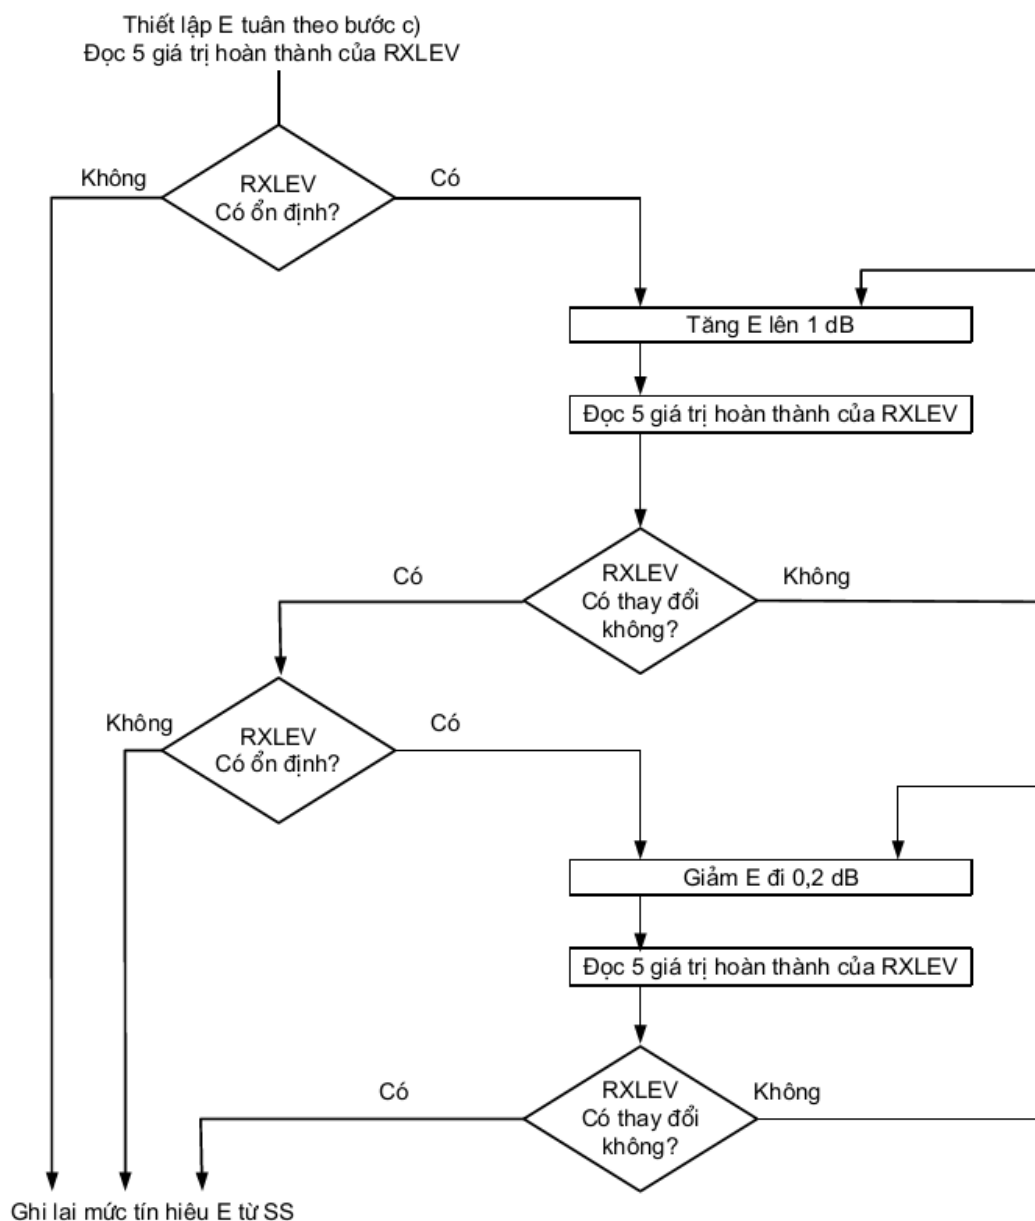 Thiết lập E tuân theo bước c)
Đọc 5 giá trị hoàn thành của RXLEV
Không
RXLEV
Có ổn định?
Có
Tăng E lên 1 dB
Đọc 5 giá trị hoàn thành của RXLEV
Có
RXLEV
Có thay đổi
không?
Không
Không
RXLEV
Có ổn định?
Có
Giảm E đi 0,2 dB
Đọc 5 giá trị hoàn thành của RXLEV
Có
RXLEV
Có thay đổi
không?
Không
Ghi lai mức tín hiêu E từ SS